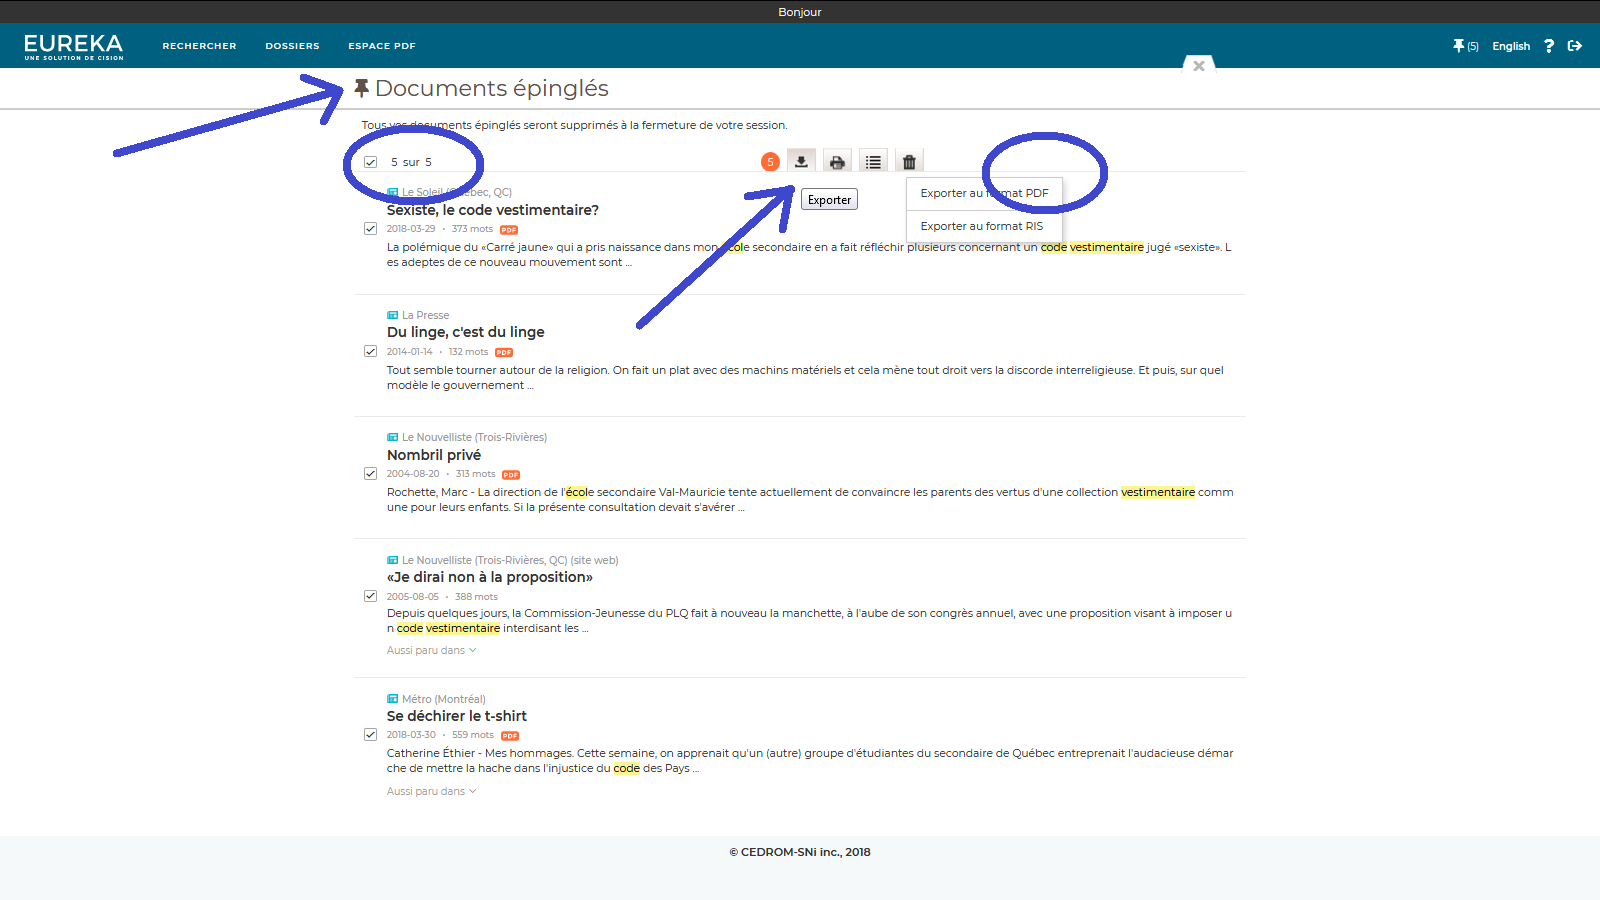 Bonjour
EUREKA
UNE SOLUTION DE CISION
RECHERCHER DOSSIERS ESPACE PDF
(5) English ?
Documents épinglés
Tous vos documents épinglés seront supprimés à la fermeture de votre session.
5 sur 5
5
Exporter
Exporter au format PDF
Exporter au format RIS
Le Soleil (Québec, QC)
Sexiste, le code vestimentaire?
2018-03-29 • 373 mots PDF
La polémique du «Carré jaune» qui a pris naissance dans mon école secondaire en a fait réfléchir plusieurs concernant un code vestimentaire jugé «sexiste». L
es adeptes de ce nouveau mouvement sont ...
La Presse
Du linge, c'est du linge
2014-01-14 • 132 mots PDF
Tout semble tourner autour de la religion. On fait un plat avec des machins matériels et cela mène tout droit vers la discorde interreligieuse. Et puis, sur quel
modèle le gouvernement ...
Le Nouvelliste (Trois-Rivières)
Nombril privé
2004-08-20 • 313 mots PDF
Rochette, Marc - La direction de l'école secondaire Val-Mauricie tente actuellement de convaincre les parents des vertus d'une collection vestimentaire comm
une pour leurs enfants. Si la présente consultation devait s'avérer ...
Le Nouvelliste (Trois-Rivières, QC) (site web)
«Je dirai non à la proposition»
2005-08-05 • 388 mots
Depuis quelques jours, la Commission-Jeunesse du PLQ fait à nouveau la manchette, à l'aube de son congrès annuel, avec une proposition visant à imposer u
n code vestimentaire interdisant les ...
Aussi paru dans
Métro (Montréal)
Se déchirer le t-shirt
2018-03-30 • 559 mots PDF
Catherine Éthier - Mes hommages. Cette semaine, on apprenait qu'un (autre) groupe d'étudiantes du secondaire de Québec entreprenait l'audacieuse démar
che de mettre la hache dans l'injustice du code des Pays ...
Aussi paru dans
© CEDROM-SNi inc., 2018